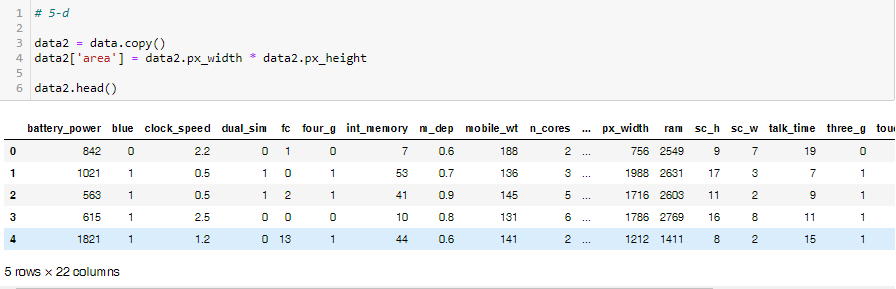 1 # 5-d
2
3 data2 = data.copy()
4 data2['area'] = data2.px_width * data2.px_height
5
6 data2.head()
battery_power blue clock_speed dual_sim fc four_g int_memory m_dep mobile_wt n_cores ... px_width ram sc_h sc_w talk_time three_g tou
0 842 0 2.2 0 1 0 7 0.6 188 2 ... 756 2549 9 7 19 0
1 1021 1 0.5 1 0 1 53 0.7 136 3 ... 1988 2631 17 3 7 1
2 563 1 0.5 1 2 1 41 0.9 145 5 ... 1716 2603 11 2 9 1
3 615 1 2.5 0 0 0 10 0.8 131 6 ... 1786 2769 16 8 11 1
4 1821 1 1.2 0 13 1 44 0.6 141 2 ... 1212 1411 8 2 15 1
5 rows × 22 columns